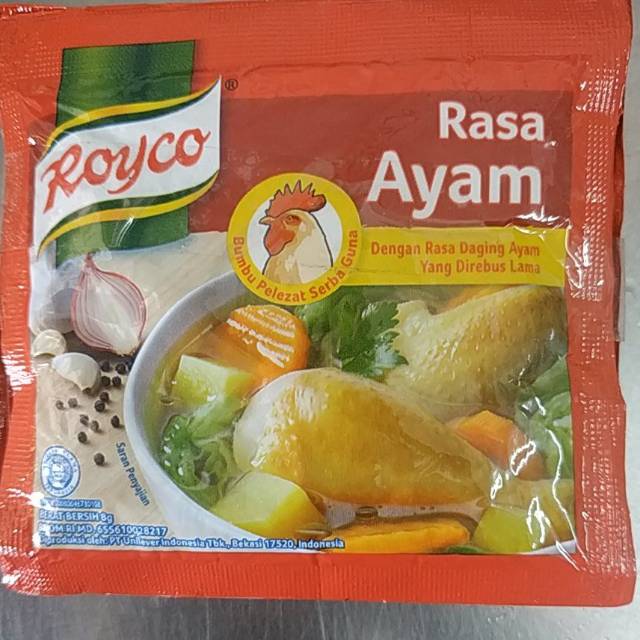 Royco
®
Rasa
Ayam
Bumbu Pelezat Serba Guna
Dengan Rasa Daging Ayam
Yang Direbus Lama
Saran Penyajian
BERAT BERSIH 8g
BPOM RI MD 655610028217
Diproduksi oleh: PT Unilever Indonesia Tbk., Bekasi 17520, Indonesia